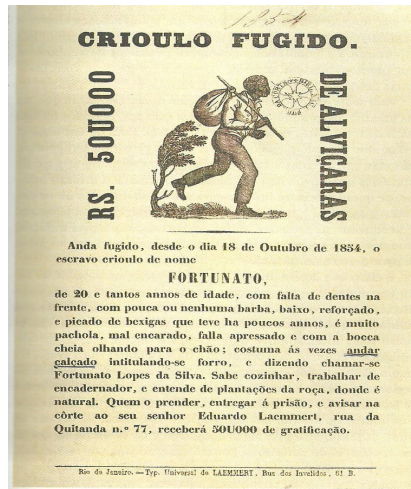 1854
CRIOULO FUGIDO.
RS. 50U000
DE ALVIÇARAS
Anda fugido, desde o dia 18 de Outubro de 1854, o
escravo crioulo de nome
FORTUNATO,
de 20 e tantos annos de idade, com falta de dentes na
frente, com pouca ou nenhuma barba, baixo, reforçado,
e picado de bexigas que teve ha poucos annos, é muito
pachola, mal encarado, falla apressado e com a bocca
cheia olhando para o chão; costuma ás vezes andar
calçado intitulando-se forro, e dizendo chamar-se
Fortunato Lopes da Silva. Sabe cozinhar, trabalhar de
encadernador, e entende de plantações da roça, donde é
natural. Quem o prender, entregar á prisão, e avisar na
côrte ao seu senhor Eduardo Laemmert, rua da
Quitanda n.º 77, receberá 50U000 de gratificação.
Rio de Janeiro. — Typ. Universal de LAEMMERT, Rua dos Invalidos, 61 B.